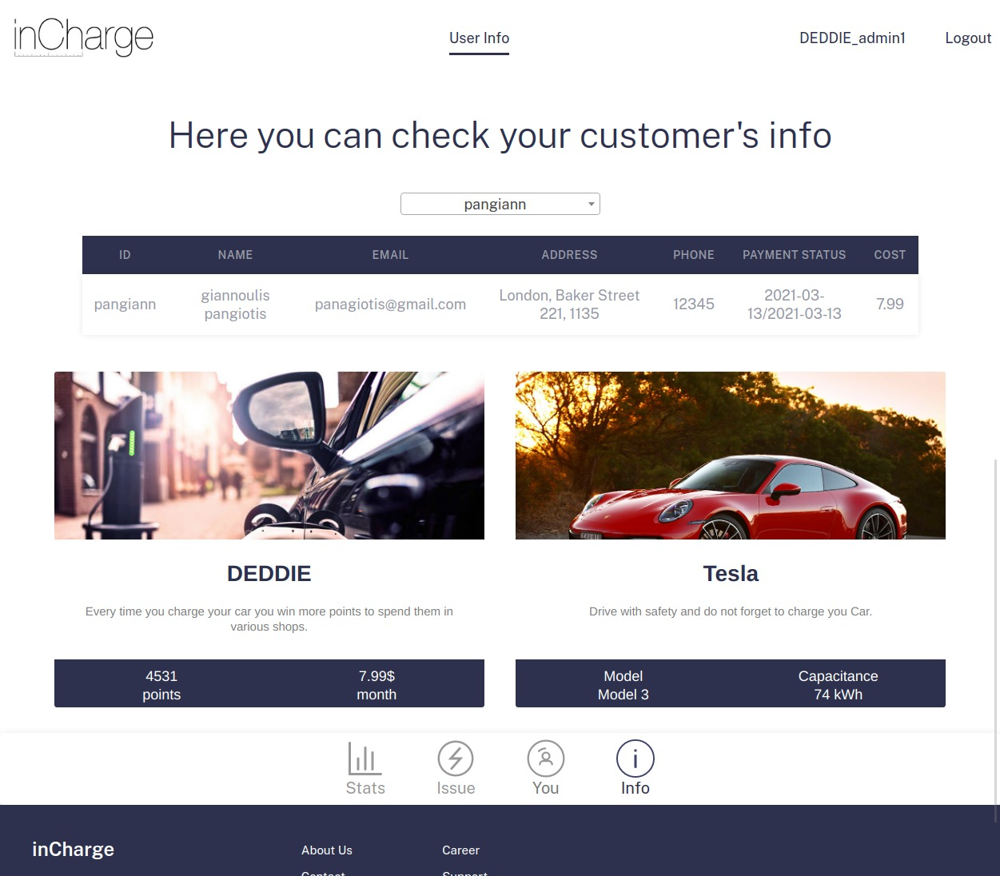 inCharge
User Info
DEDDIE_admin1
Logout
Here you can check your customer's info
pangiann
ID NAME EMAIL ADDRESS PHONE PAYMENT STATUS COST
pangiann
giannoulis
pangiotis
panagiotis@gmail.com
London, Baker Street
221, 1135
12345
2021-03-
13/2021-03-13
7.99
DEDDIE
Every time you charge your car you win more points to spend them in
various shops.
4531
points
7.99$
month
Tesla
Drive with safety and do not forget to charge you Car.
Model
Model 3
Capacitance
74 kWh
Stats
Issue
You
Info
inCharge
About Us
Career
Contact
Support